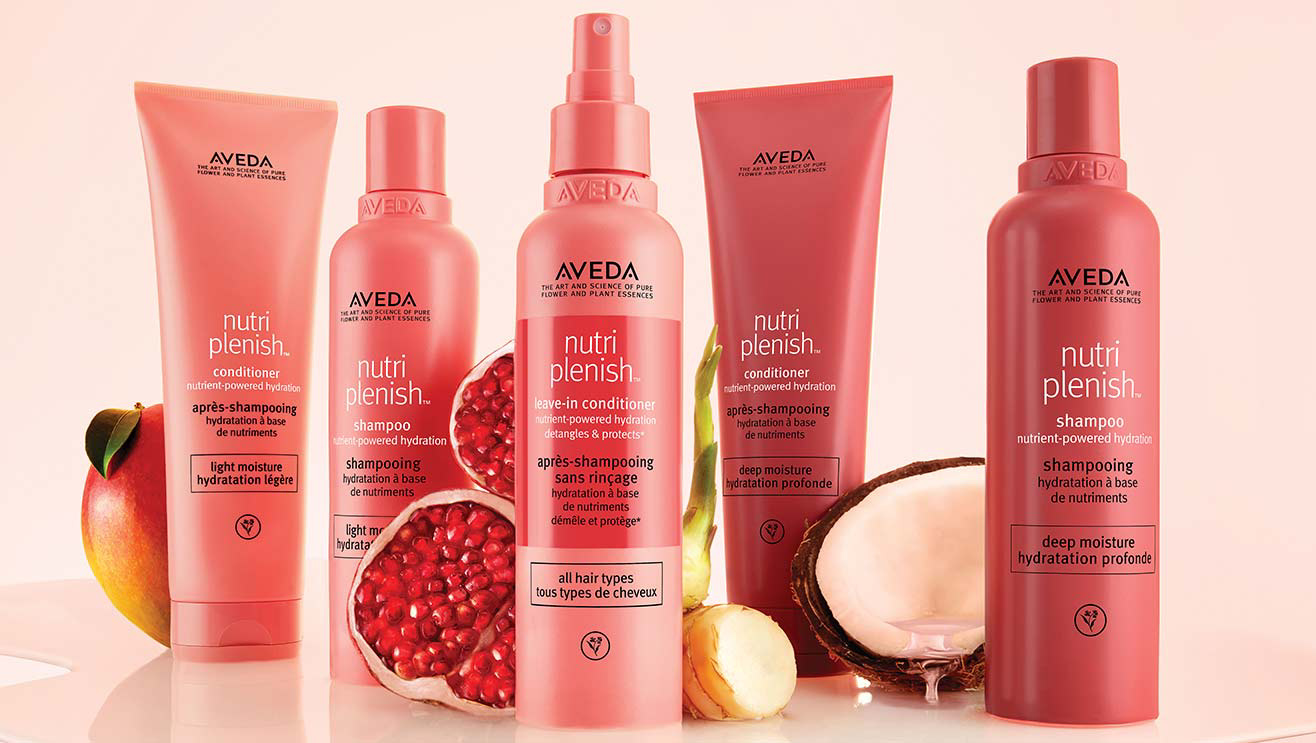 AVEDA
THE ART AND SCIENCE OF PURE
FLOWER AND PLANT ESSENCES
nutri
plenish™
conditioner
nutrient-powered hydration
après-shampooing
hydratation à base
de nutriments
light moisture
hydratation légère
AVEDA
AVEDA
THE ART AND SCIENCE OF PURE
FLOWER AND PLANT ESSENCES
nutri
plenish™
shampoo
nutrient-powered hydration
shampooing
hydratation à base
de nutriments
light
AVEDA
AVEDA
THE ART AND SCIENCE OF PURE
FLOWER AND PLANT ESSENCES
nutri
plenish™
leave-in conditioner
nutrient-powered hydration
detangles & protects*
après-shampooing
sans rinçage
hydratation à base
de nutriments
démêle et protège*
all hair types
tous types de cheveux
AVEDA
THE ART AND SCIENCE OF PURE
FLOWER AND PLANT ESSENCES
nutri
plenish™
conditioner
nutrient-powered hydration
après-shampooing
hydratation à base
de nutriments
deep moisture
hydratation profonde
AVEDA
AVEDA
THE ART AND SCIENCE OF PURE
FLOWER AND PLANT ESSENCES
nutri
plenish™
shampoo
nutrient-powered hydration
shampooing
hydratation à base
de nutriments
deep moisture
hydratation profonde